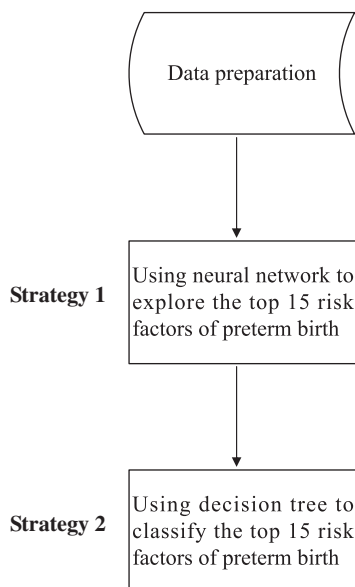 Data preparation
Strategy 1
Using neural network to
explore the top 15 risk
factors of preterm birth
Strategy 2
Using decision tree to
classify the top 15 risk
factors of preterm birth